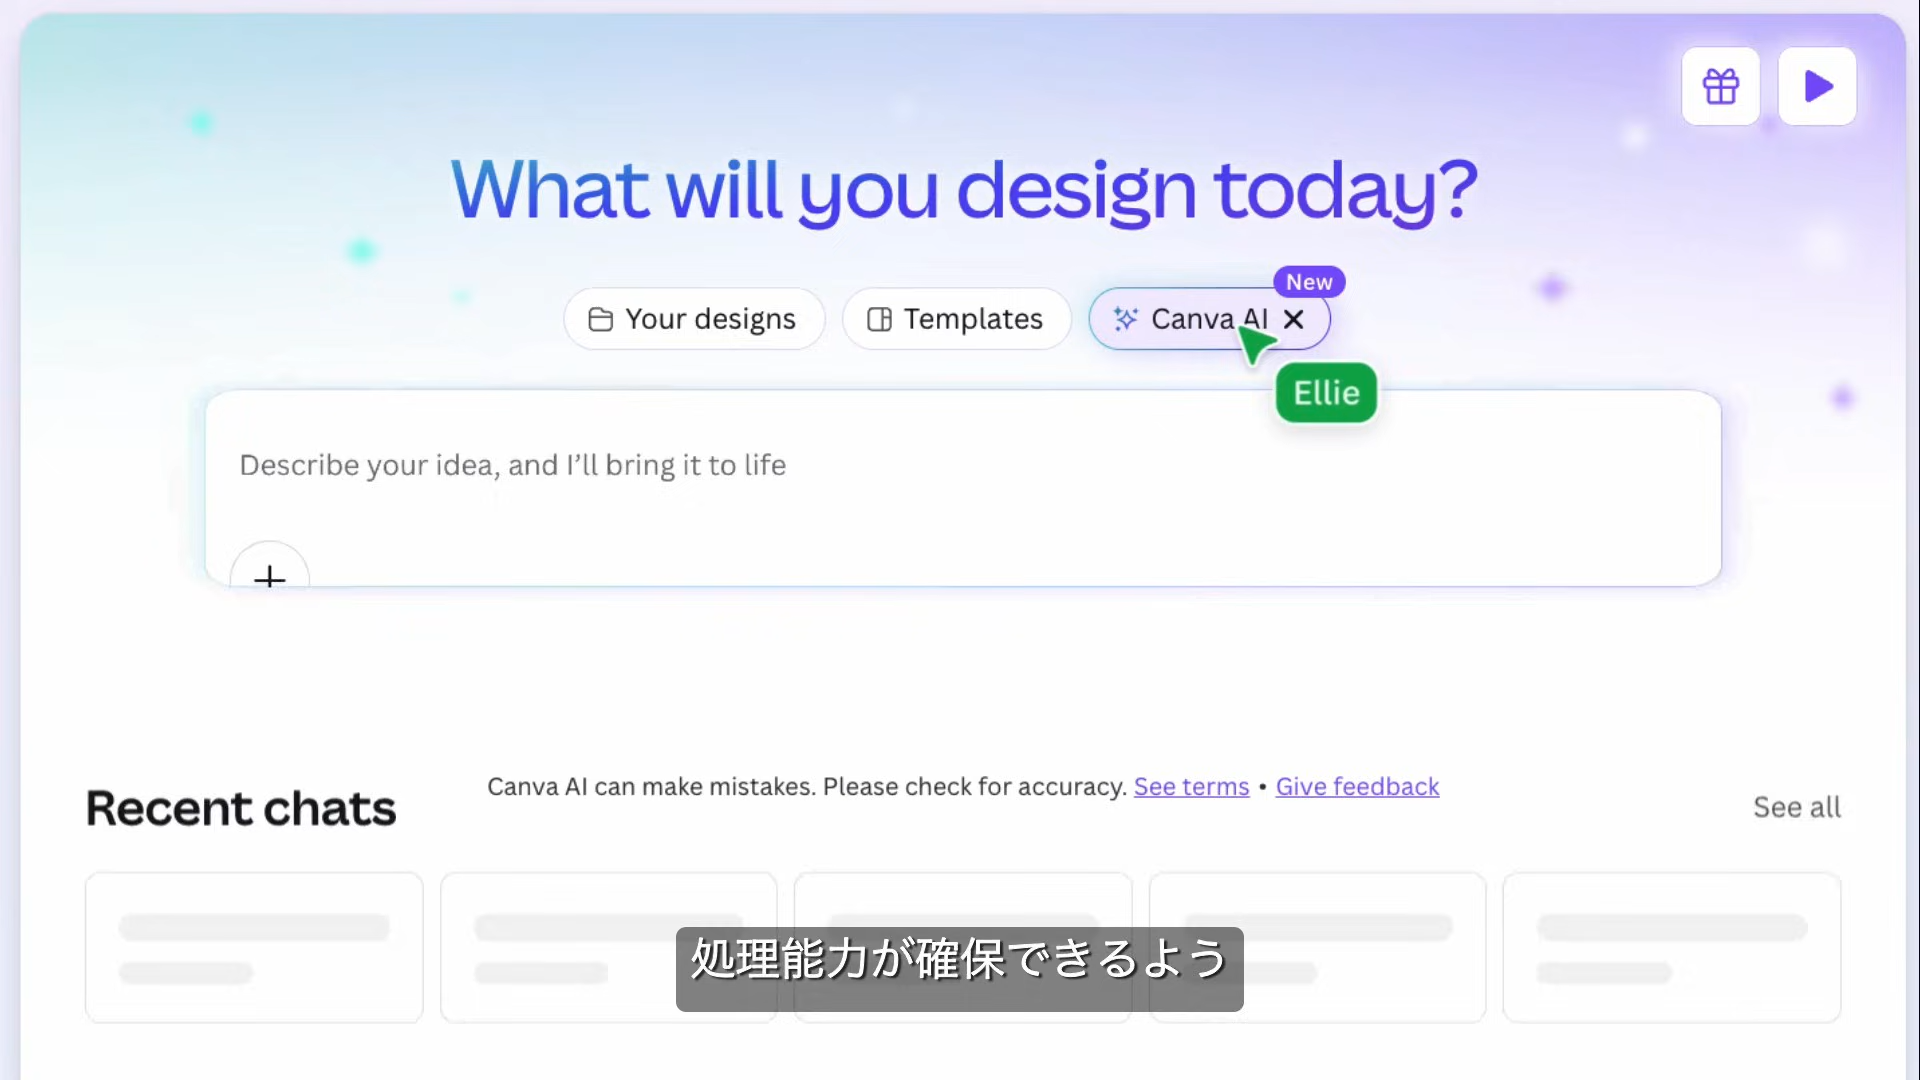 What will you design today?
New
Your designs
Templates
Canva AI
Ellie
Describe your idea, and I’ll bring it to life
Canva AI can make mistakes. Please check for accuracy. See terms • Give feedback
Recent chats
See all
処理能力が確保できるよう